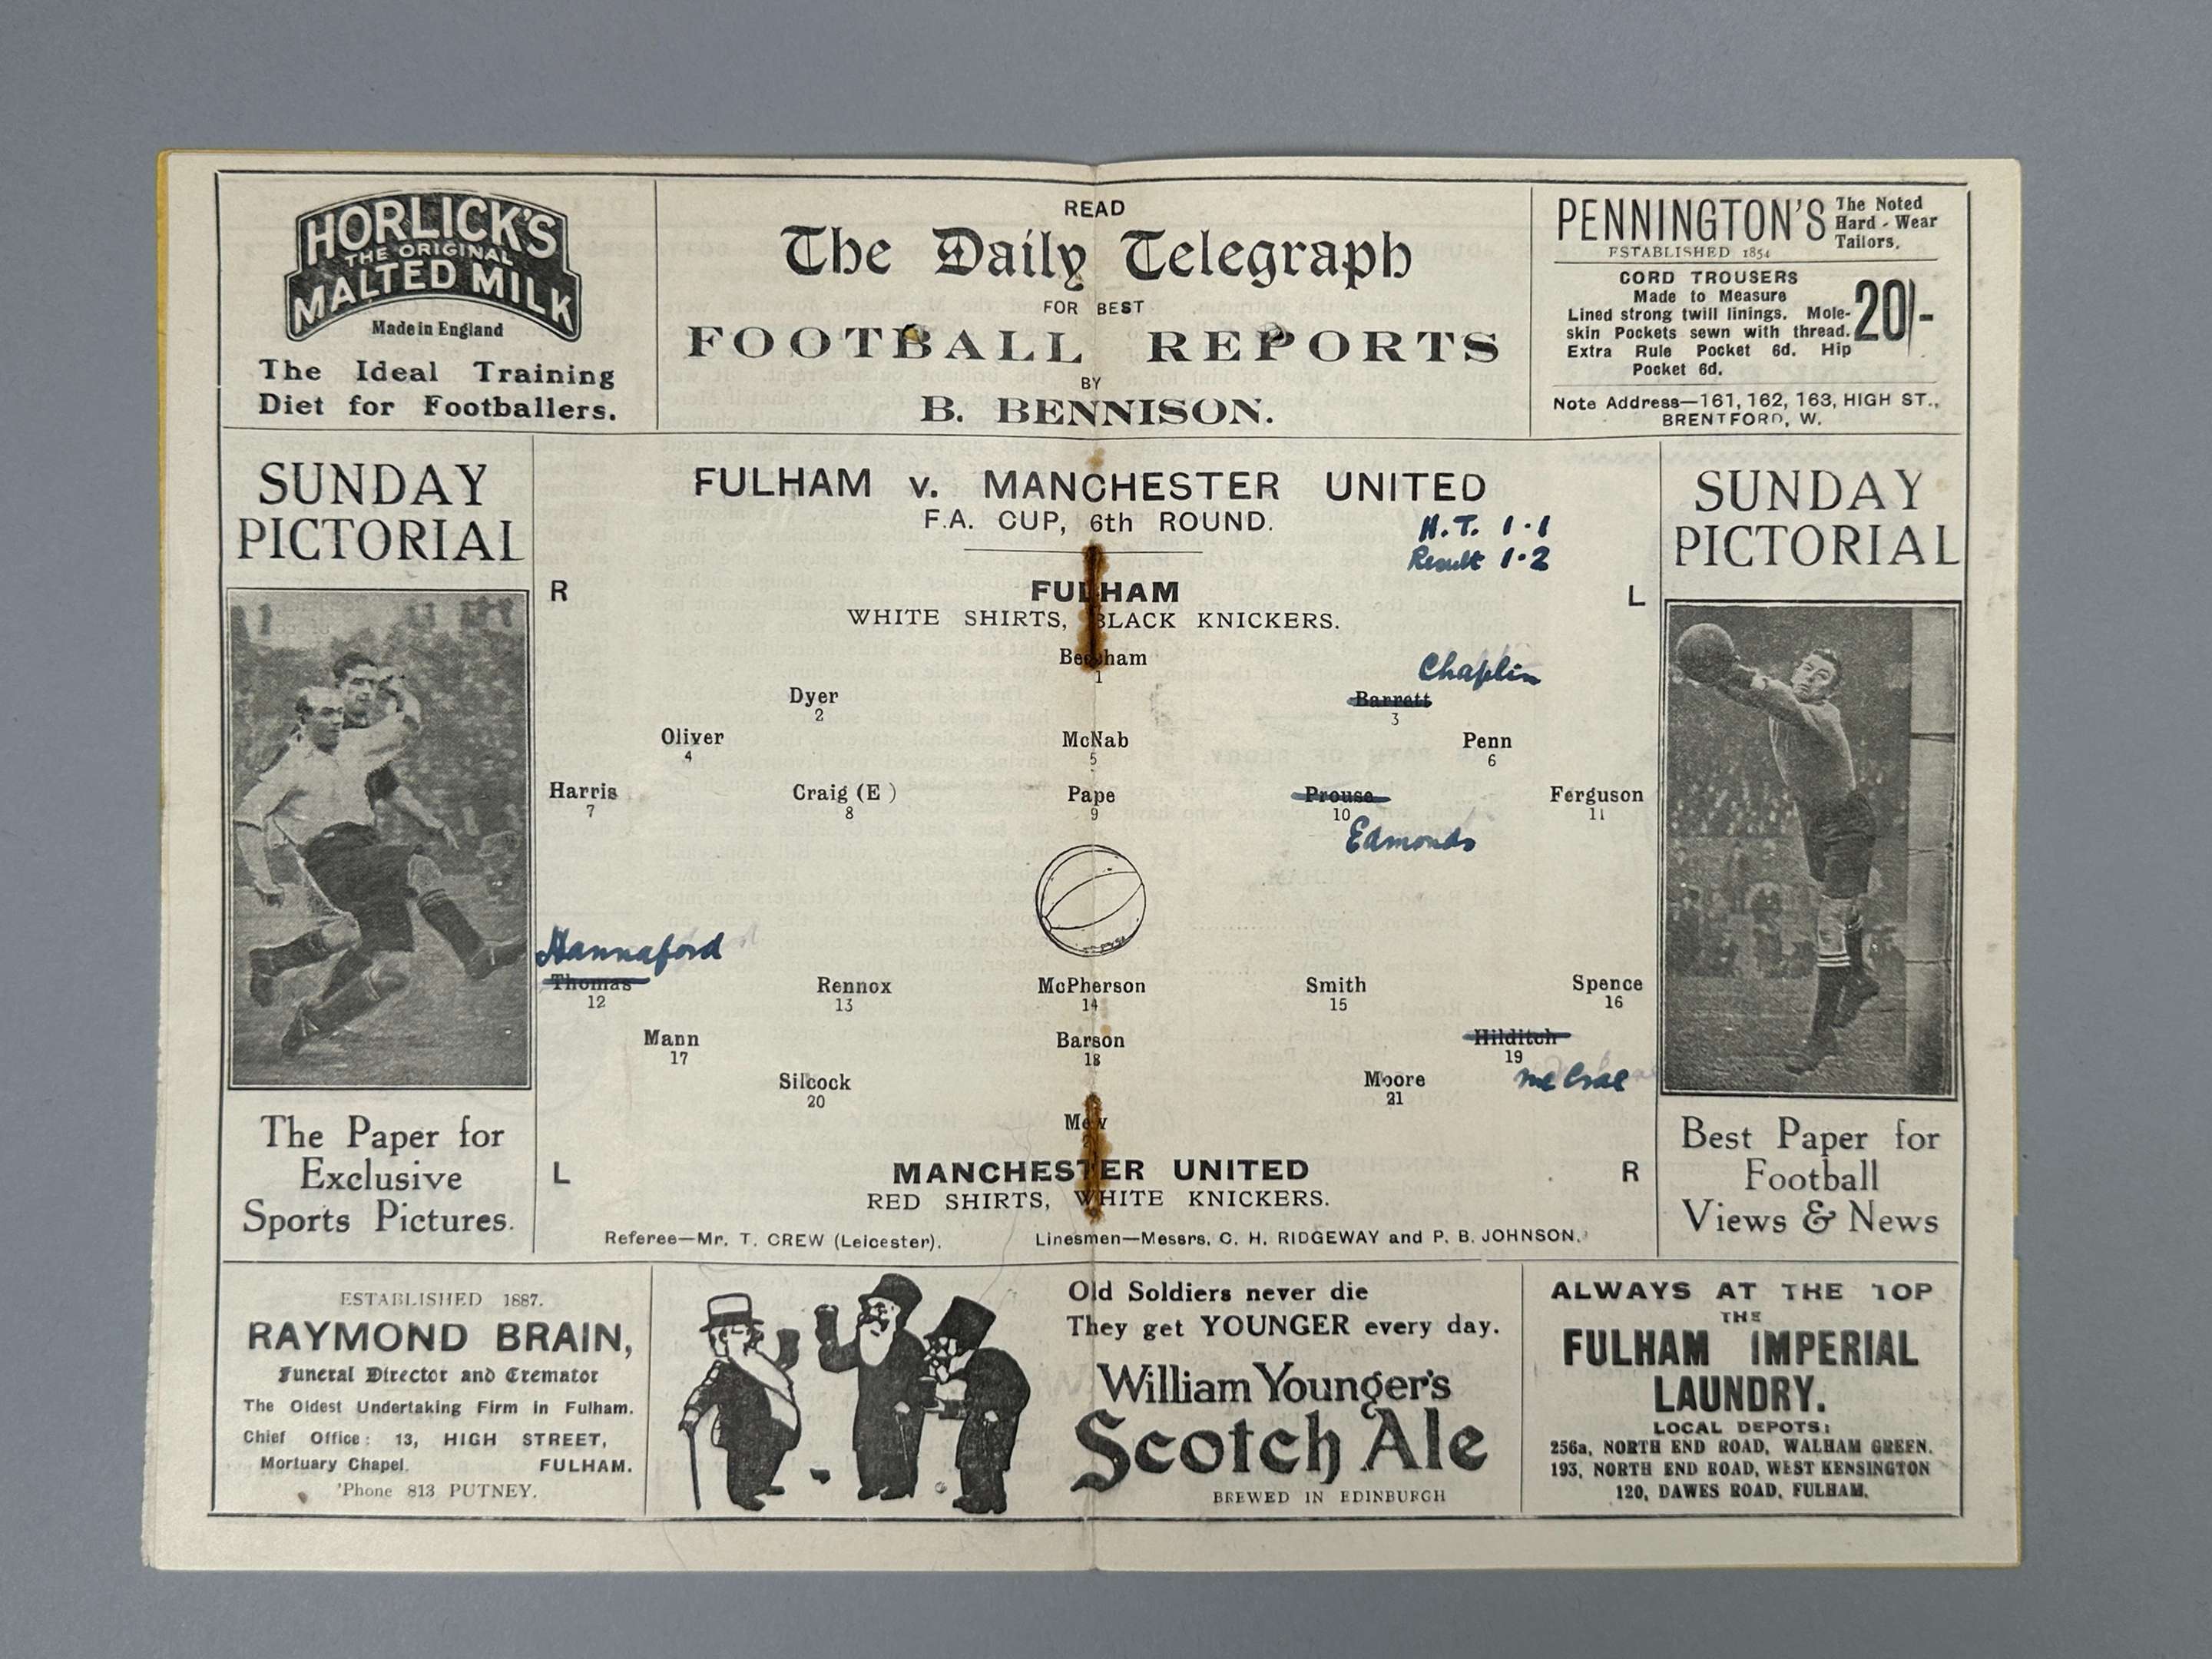 HORLICK'S
THE ORIGINAL
MALTED MILK
Made in England
The Ideal Training
Diet for Footballers.
READ
The Daily Telegraph
FOR BEST
FOOTBALL REPORTS
BY
B. BENNISON.
PENNINGTON'S
The Noted
Hard-Wear
Tailors.
ESTABLISHED 1854
CORD TROUSERS
Made to Measure
Lined strong twill linings. Mole-
skin Pockets sewn with thread.
Extra Rule Pocket 6d. Hip
Pocket 6d.
20/-
Note Address—161, 162, 163, HIGH ST.,
BRENTFORD, W.
SUNDAY
PICTORIAL
The Paper for
Exclusive
Sports Pictures.
FULHAM v. MANCHESTER UNITED
F.A. CUP, 6th ROUND.
H.T. 1·1
Result 1·2
R
FULHAM
L
WHITE SHIRTS, BLACK KNICKERS.
Beecham
1
Chaplin
Dyer
2
Barrett
3
Oliver
4
McNab
5
Penn
6
Harris
7
Craig (E )
8
Pape
9
Prouse
10
Edmonds
Ferguson
11
Hannaford
Thomas
12
Rennox
13
McPherson
14
Smith
15
Spence
16
Mann
17
Barson
18
Hilditch
19
Silcock
20
Moore
21
Mew
L
MANCHESTER UNITED
R
RED SHIRTS, WHITE KNICKERS.
Referee—Mr. T. CREW (Leicester). Linesmen—Messrs. C. H. RIDGEWAY and P. B. JOHNSON.
SUNDAY
PICTORIAL
Best Paper for
Football
Views & News
ESTABLISHED 1887.
RAYMOND BRAIN,
Funeral Director and Cremator
The Oldest Undertaking Firm in Fulham.
Chief Office: 13, HIGH STREET,
Mortuary Chapel. FULHAM.
'Phone 813 PUTNEY.
Old Soldiers never die
They get YOUNGER every day.
William Younger's
Scotch Ale
BREWED IN EDINBURGH
ALWAYS AT THE TOP
THE
FULHAM IMPERIAL
LAUNDRY.
LOCAL DEPOTS:
256a, NORTH END ROAD, WALHAM GREEN.
193, NORTH END ROAD, WEST KENSINGTON
120, DAWES ROAD, FULHAM.